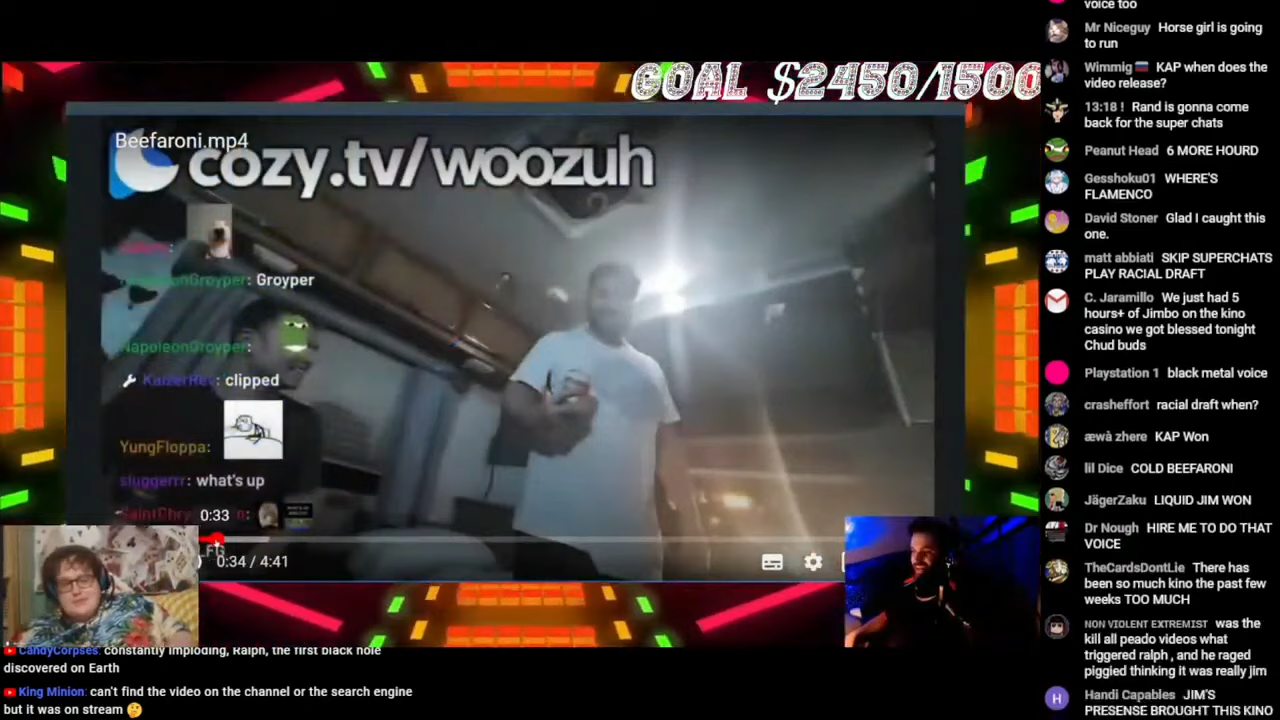 GOAL $2450/1500
Beefaroni.mp4
cozy.tv/woozuh
Groyper: Groyper
NapoleonGroyper:
KaizerRev: clipped
YungFloppa:
sluggerrr: what's up
0:33
0:34 / 4:41
CandyCorpses: constantly imploding, Ralph, the first black hole
discovered on Earth
King Minion: can't find the video on the channel or the search engine
but it was on stream 🤔
voice too
Mr Niceguy Horse girl is going
to run
Wimmig KAP when does the
video release?
13:18 ! Rand is gonna come
back for the super chats
Peanut Head 6 MORE HOURD
Gesshoku01 WHERE'S
FLAMENCO
David Stoner Glad I caught this
one.
matt abbiati SKIP SUPERCHATS
PLAY RACIAL DRAFT
C. Jaramillo We just had 5
hours+ of Jimbo on the kino
casino we got blessed tonight
Chud buds
Playstation 1 black metal voice
crasheffort racial draft when?
æwà zhere KAP Won
lil Dice COLD BEEFARONI
JägerZaku LIQUID JIM WON
Dr Nough HIRE ME TO DO THAT
VOICE
TheCardsDontLie There has
been so much kino the past few
weeks TOO MUCH
NON VIOLENT EXTREMIST was the
kill all peado videos what
triggered ralph , and he raged
piggied thinking it was really jim
Handi Capables JIM'S
PRESENSE BROUGHT THIS KINO